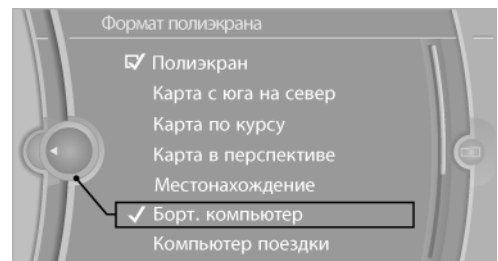 Формат полиэкрана
Полиэкран
Карта с юга на север
Карта по курсу
Карта в перспективе
Местонахождение
Борт. компьютер
Компьютер поездки